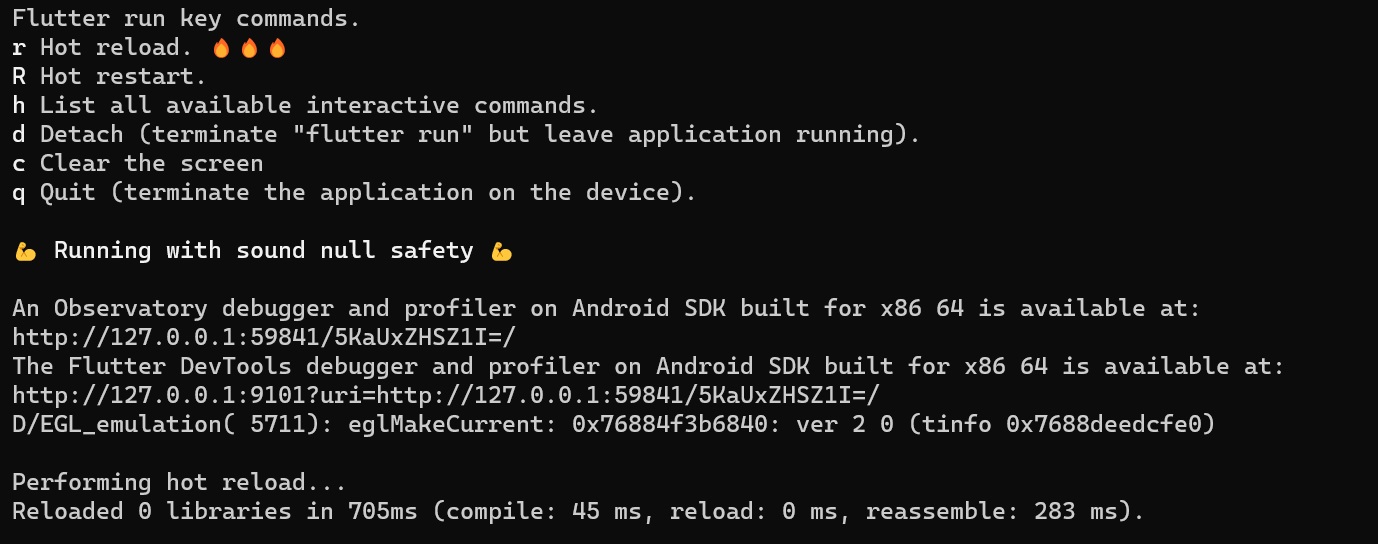 Flutter run key commands.
r Hot reload. 🔥🔥🔥
R Hot restart.
h List all available interactive commands.
d Detach (terminate "flutter run" but leave application running).
c Clear the screen
q Quit (terminate the application on the device).
💪 Running with sound null safety 💪
An Observatory debugger and profiler on Android SDK built for x86 64 is available at:
http://127.0.0.1:59841/5KaUxZHSZ1I=/
The Flutter DevTools debugger and profiler on Android SDK built for x86 64 is available at:
http://127.0.0.1:9101?uri=http://127.0.0.1:59841/5KaUxZHSZ1I=/
D/EGL_emulation( 5711): eglMakeCurrent: 0x76884f3b6840: ver 2 0 (tinfo 0x7688deedcfe0)
Performing hot reload...
Reloaded 0 libraries in 705ms (compile: 45 ms, reload: 0 ms, reassemble: 283 ms).